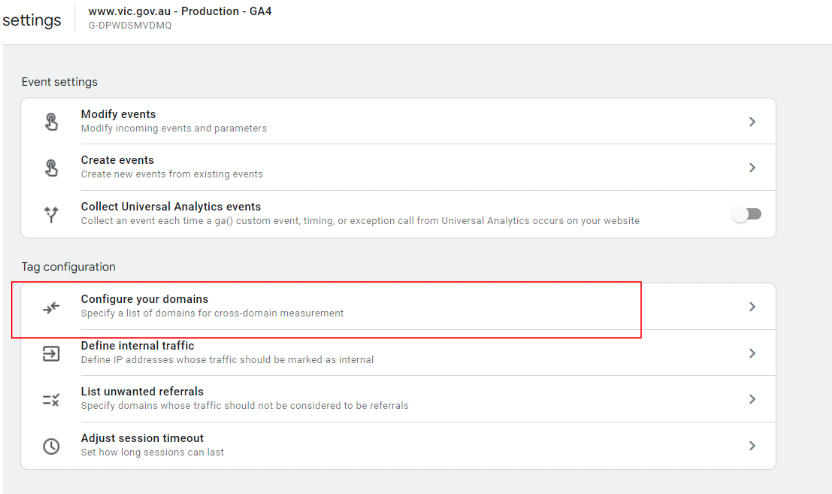 settings
www.vic.gov.au - Production - GA4
G-DPWDSMVDMQ
Event settings
Modify events
Modify incoming events and parameters
Create events
Create new events from existing events
Collect Universal Analytics events
Collect an event each time a ga() custom event, timing, or exception call from Universal Analytics occurs on your website
Tag configuration
Configure your domains
Specify a list of domains for cross-domain measurement
Define internal traffic
Define IP addresses whose traffic should be marked as internal
List unwanted referrals
Specify domains whose traffic should not be considered to be referrals
Adjust session timeout
Set how long sessions can last